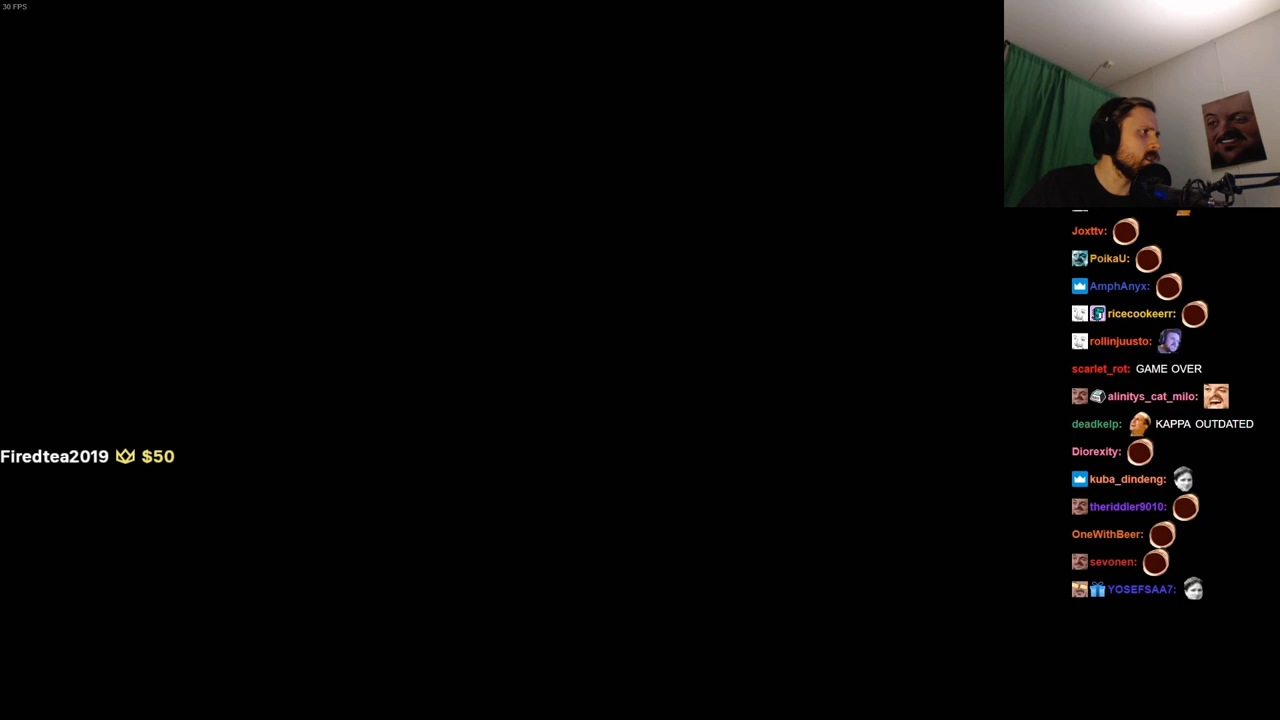 30 FPS
Joxttv:
PoikaU:
AmphAnyx:
ricecookeerr:
rollinjuusto:
scarlet_rot: GAME OVER
alinitys_cat_milo:
deadkelp: KAPPA OUTDATED
Diorexity:
Firedtea2019 $50
kuba_dindeng:
theriddler9010:
OneWithBeer:
sevonen:
YOSEFSAA7: